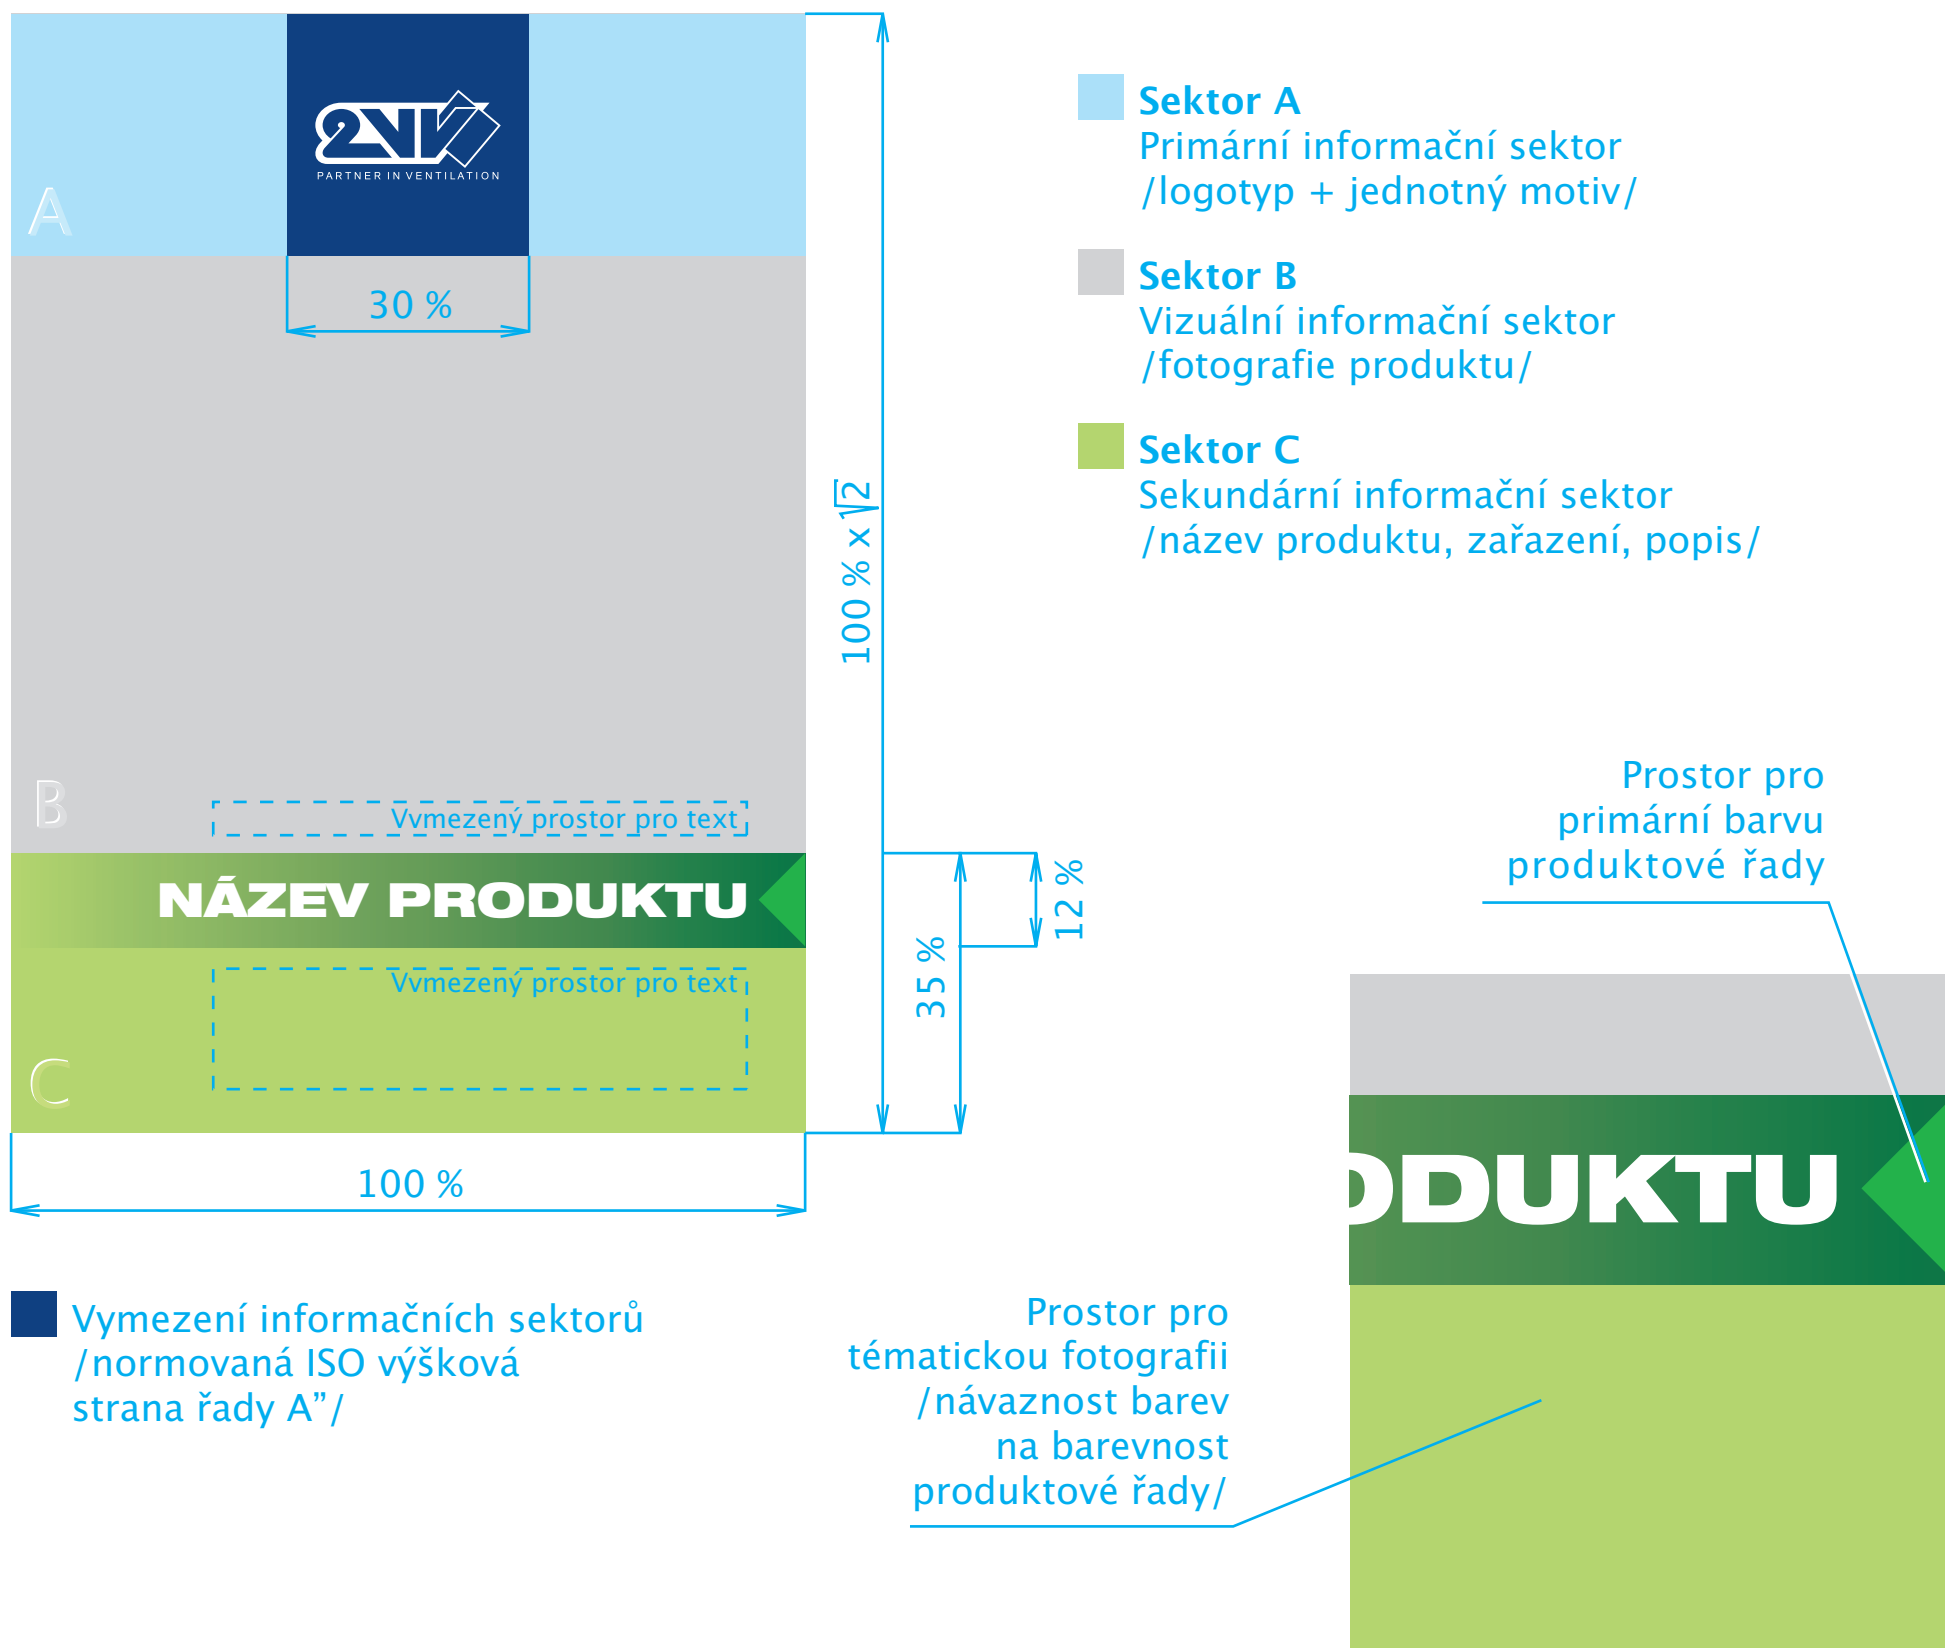 2VV
PARTNER IN VENTILATION
A
30 %
B
Vvmezený prostor pro text
NÁZEV PRODUKTU
Vvmezený prostor pro text
C
100 %
100 % x √2
35 %
12 %
Sektor A
Primární informační sektor
/logotyp + jednotný motiv/
Sektor B
Vizuální informační sektor
/fotografie produktu/
Sektor C
Sekundární informační sektor
/název produktu, zařazení, popis/
Prostor pro
primární barvu
produktové řady
ODUKTU
Vymezení informačních sektorů
/normovaná ISO výšková
strana řady A”/
Prostor pro
tématickou fotografii
/návaznost barev
na barevnost
produktové řady/